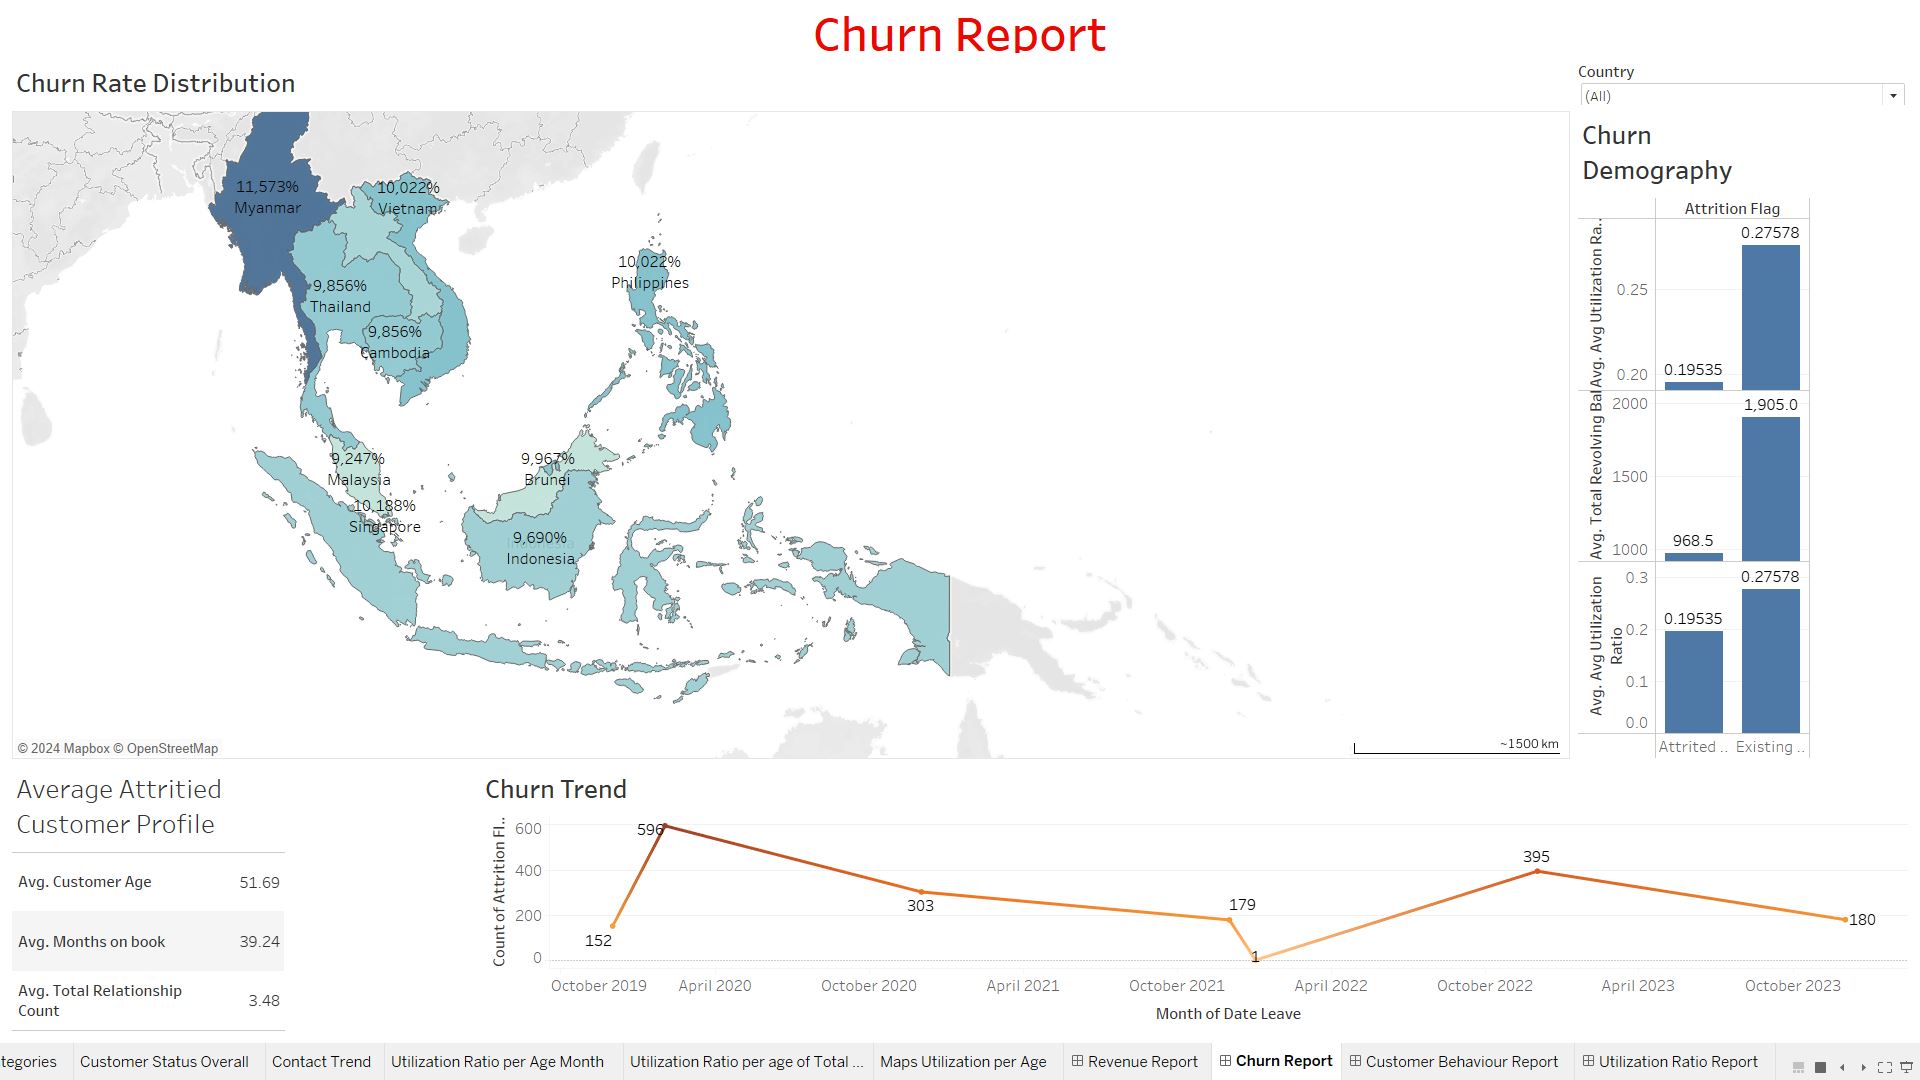 Churn Report
Churn Rate Distribution
Country
(All)
11,573%
Myanmar
10,022%
Vietnam
9,856%
Thailand
9,856%
Cambodia
10,022%
Philippines
9,247%
Malaysia
10,188%
Singapore
9,967%
Brunei
9,690%
Indonesia
© 2024 Mapbox © OpenStreetMap
~1500 km
Churn
Demography
Attrition Flag
Avg. Avg Utilization Ra..
0.25
0.20
0.19535
0.27578
Avg. Total Revolving Bal
2000
1500
1000
968.5
1,905.0
Avg. Avg Utilization
Ratio
0.3
0.2
0.1
0.0
0.19535
0.27578
Attrited ..
Existing ..
Average Attritied
Customer Profile
Avg. Customer Age 51.69
Avg. Months on book 39.24
Avg. Total Relationship
Count 3.48
Churn Trend
Count of Attrition Fl..
600
400
200
0
152
596
303
179
1
395
180
October 2019 April 2020 October 2020 April 2021 October 2021 April 2022 October 2022 April 2023 October 2023
Month of Date Leave
tegories Customer Status Overall Contact Trend Utilization Ratio per Age Month Utilization Ratio per age of Total ... Maps Utilization per Age Revenue Report Churn Report Customer Behaviour Report Utilization Ratio Report